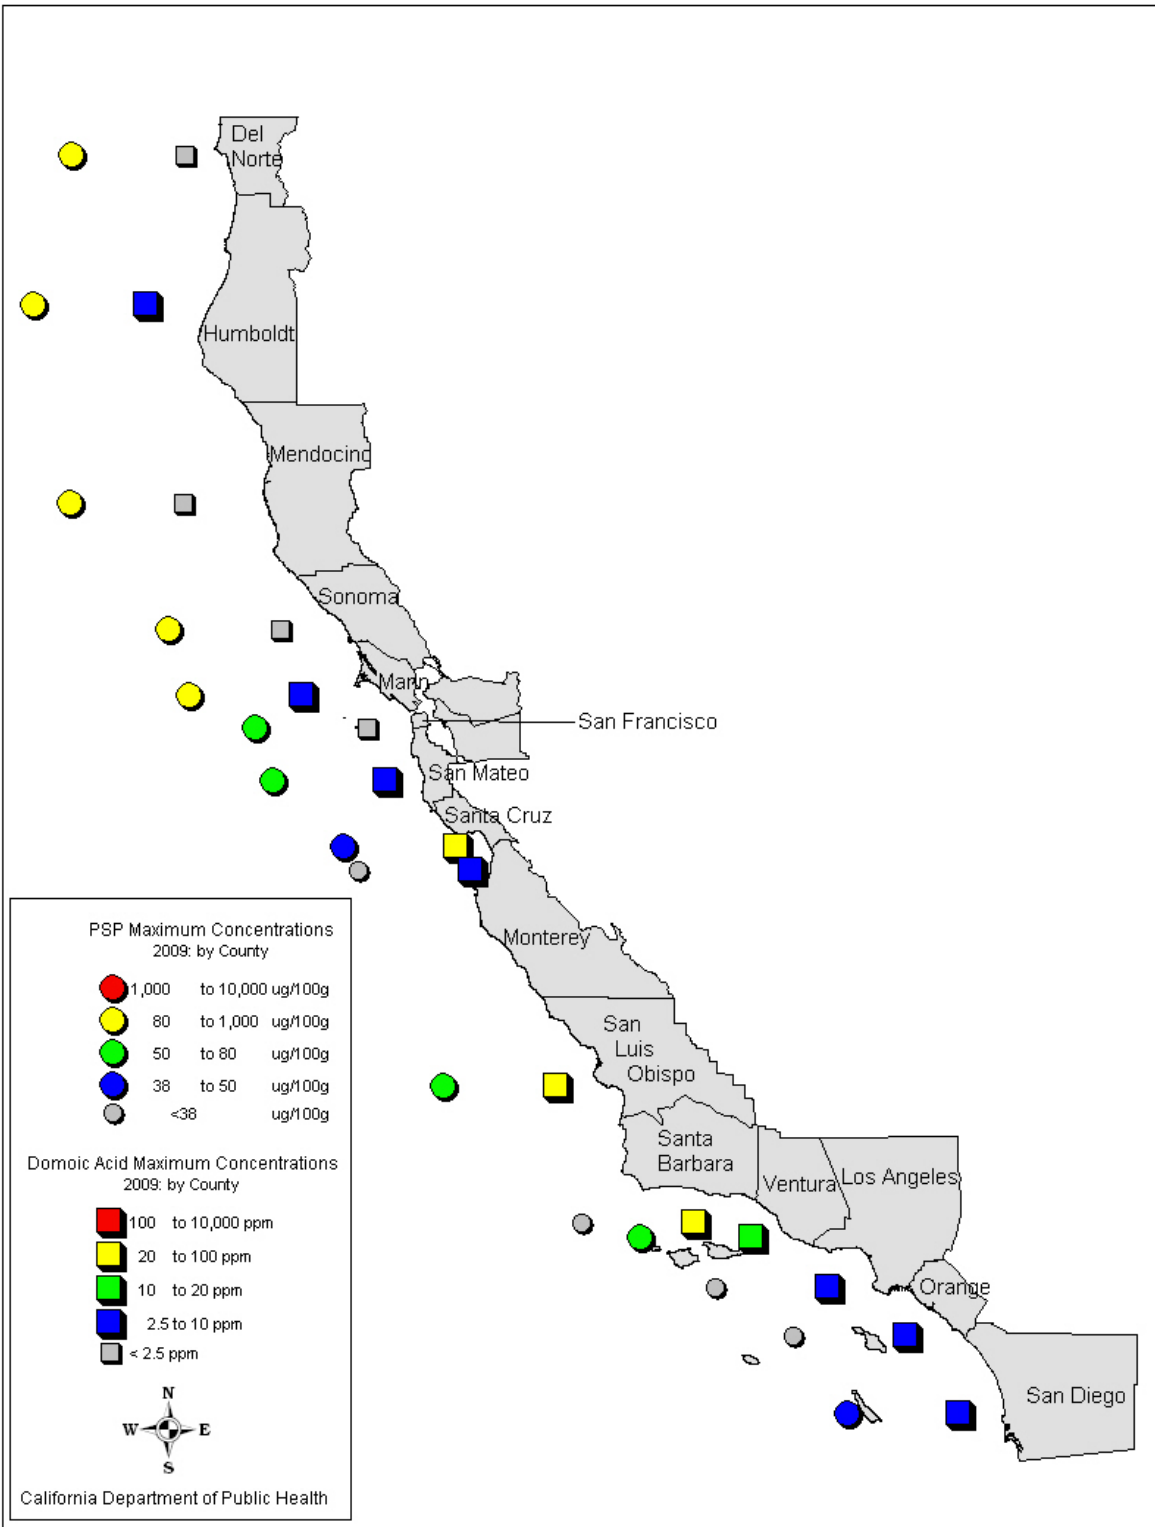 Del
Norte
Humboldt
Mendocino
Sonoma
Marin
San Francisco
San Mateo
Santa Cruz
Monterey
San
Luis
Obispo
Santa
Barbara
Ventura
Los Angeles
Orange
San Diego
PSP Maximum Concentrations
2009: by County
1,000 to 10,000 ug/100g
80 to 1,000 ug/100g
50 to 80 ug/100g
38 to 50 ug/100g
<38 ug/100g
Domoic Acid Maximum Concentrations
2009: by County
100 to 10,000 ppm
20 to 100 ppm
10 to 20 ppm
2.5 to 10 ppm
< 2.5 ppm
N
W E
S
California Department of Public Health